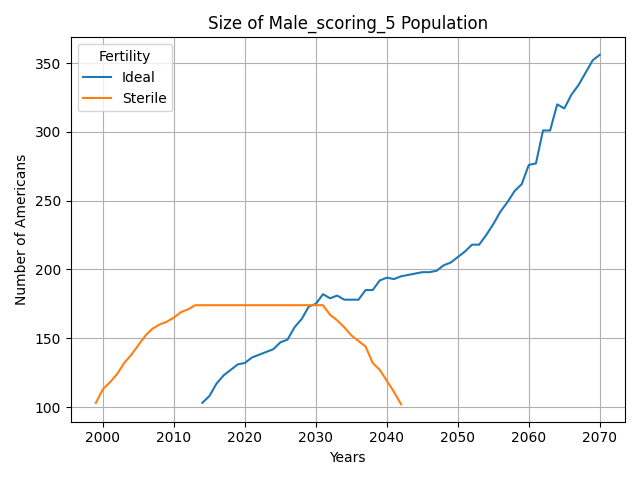 Size of Male_scoring_5 Population
Fertility
Ideal
Sterile
350
300
250
200
150
100
Number of Americans
2000 2010 2020 2030 2040 2050 2060 2070
Years